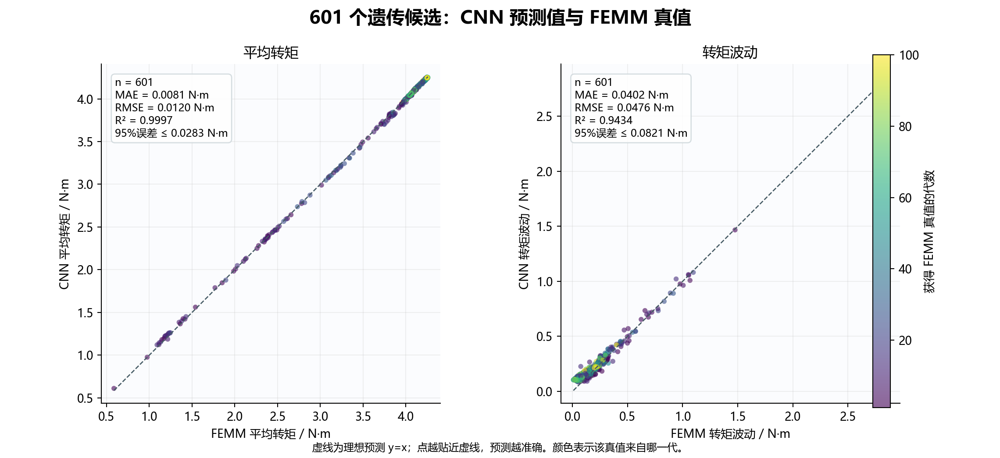 601 个遗传候选：CNN 预测值与 FEMM 真值
平均转矩
n = 601
MAE = 0.0081 N·m
RMSE = 0.0120 N·m
R² = 0.9997
95%误差 ≤ 0.0283 N·m
CNN 平均转矩 / N·m
4.0
3.5
3.0
2.5
2.0
1.5
1.0
0.5
0.5 1.0 1.5 2.0 2.5 3.0 3.5 4.0
FEMM 平均转矩 / N·m
转矩波动
n = 601
MAE = 0.0402 N·m
RMSE = 0.0476 N·m
R² = 0.9434
95%误差 ≤ 0.0821 N·m
CNN 转矩波动 / N·m
2.5
2.0
1.5
1.0
0.5
0.0
0.0 0.5 1.0 1.5 2.0 2.5
FEMM 转矩波动 / N·m
100
80
60
40
20
获得 FEMM 真值的代数
虚线为理想预测 y=x；点越贴近虚线，预测越准确。颜色表示该真值来自哪一代。